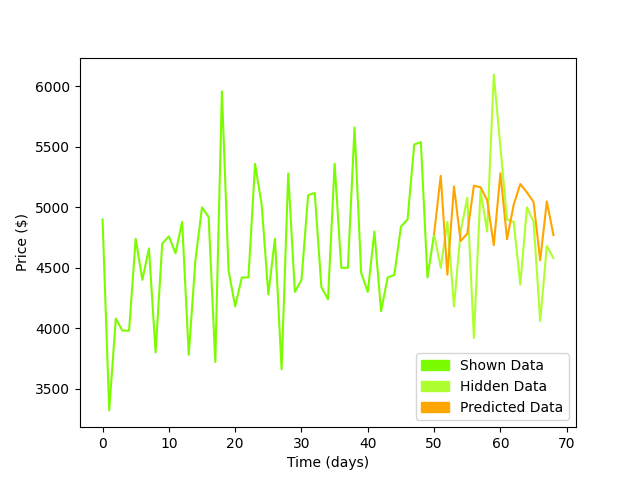 6000
5500
5000
4500
4000
3500
Price ($)
0 10 20 30 40 50 60 70
Time (days)
Shown Data
Hidden Data
Predicted Data